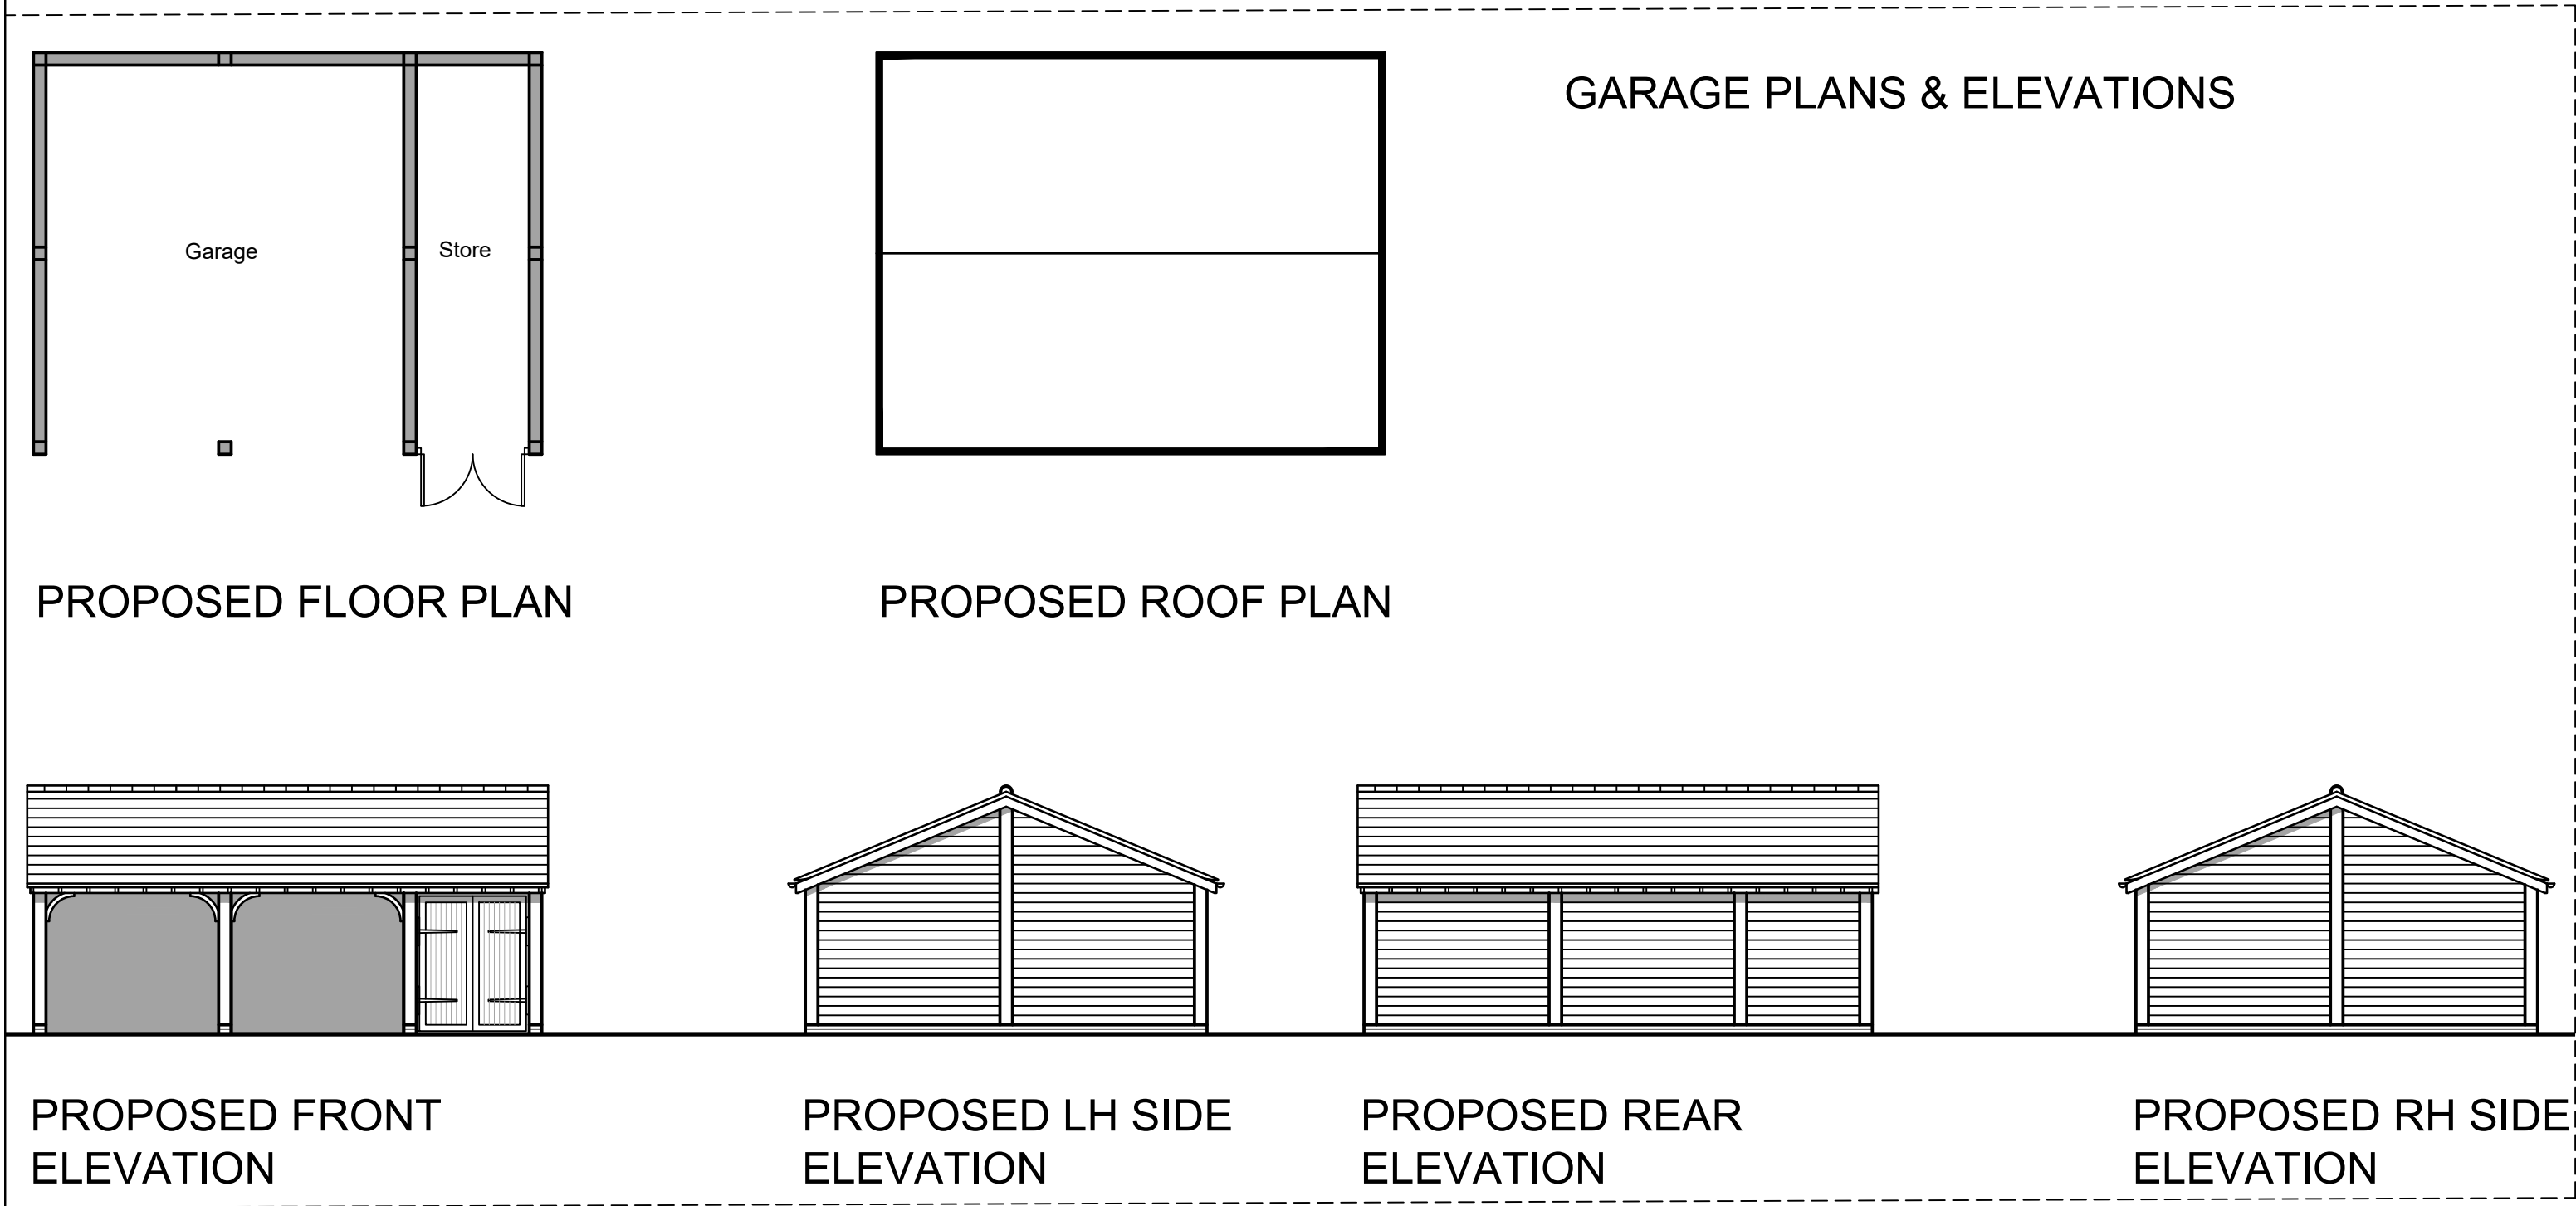 GARAGE PLANS & ELEVATIONS
Garage
Store
PROPOSED FLOOR PLAN
PROPOSED ROOF PLAN
PROPOSED FRONT
ELEVATION
PROPOSED LH SIDE
ELEVATION
PROPOSED REAR
ELEVATION
PROPOSED RH SIDE
ELEVATION